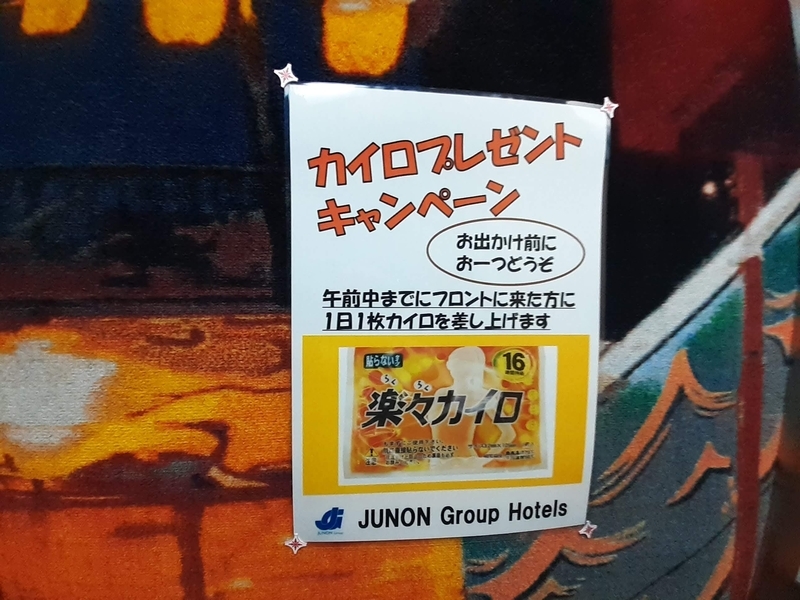 カイロプレゼント
キャンペーン
お出かけ前に
お一つどうぞ
午前中までにフロントに来た方に
1日1枚カイロを差し上げます
貼らない
16
らく らく
楽々カイロ
JUNON Group Hotels